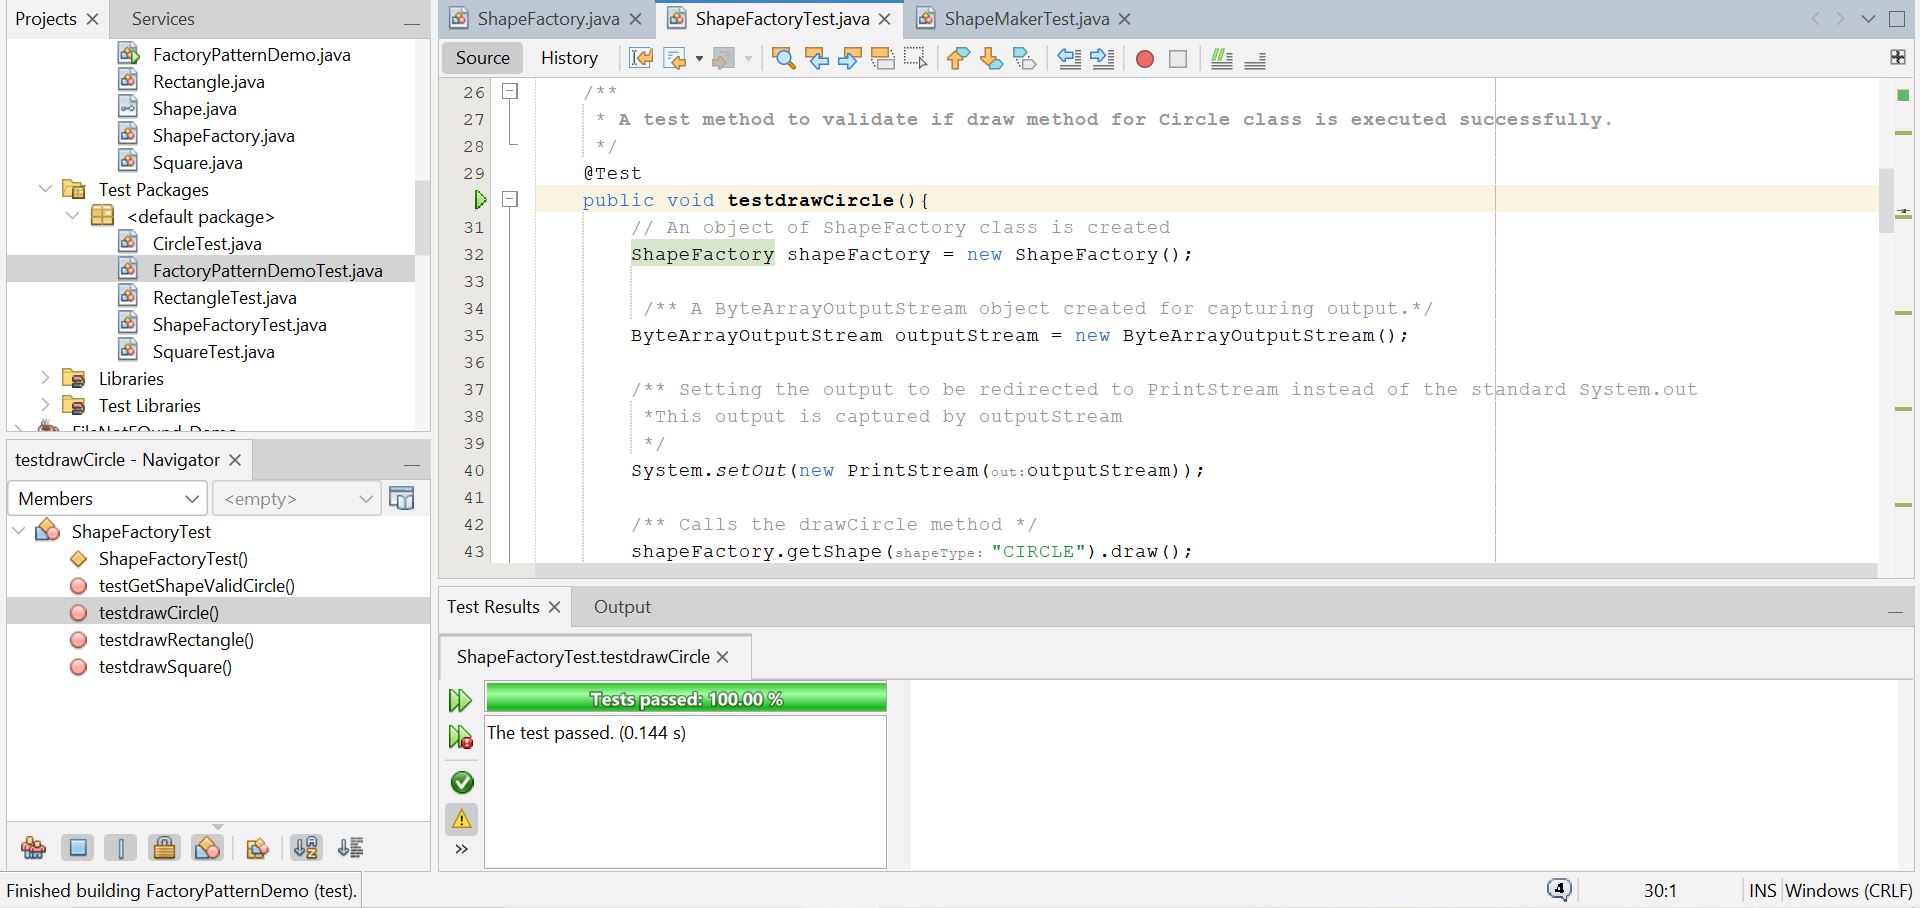 Projects
Services
FactoryPatternDemo.java
Rectangle.java
Shape.java
ShapeFactory.java
Square.java
Test Packages
<default package>
CircleTest.java
FactoryPatternDemoTest.java
RectangleTest.java
ShapeFactoryTest.java
SquareTest.java
Libraries
Test Libraries
testdrawCircle - Navigator
Members
<empty>
ShapeFactoryTest
ShapeFactoryTest()
testGetShapeValidCircle()
testdrawCircle()
testdrawRectangle()
testdrawSquare()
ShapeFactory.java
ShapeFactoryTest.java
ShapeMakerTest.java
Source
History
26 /**
27 * A test method to validate if draw method for Circle class is executed successfully.
28 */
29 @Test
public void testdrawCircle(){
31 // An object of ShapeFactory class is created
32 ShapeFactory shapeFactory = new ShapeFactory();
33
34 /** A ByteArrayOutputStream object created for capturing output.*/
35 ByteArrayOutputStream outputStream = new ByteArrayOutputStream();
36
37 /** Setting the output to be redirected to PrintStream instead of the standard System.out
38 *This output is captured by outputStream
39 */
40 System.setOut(new PrintStream(out:outputStream));
41
42 /** Calls the drawCircle method */
43 shapeFactory.getShape(shapeType: "CIRCLE").draw();
Test Results
Output
ShapeFactoryTest.testdrawCircle
Tests passed: 100.00 %
The test passed. (0.144 s)
Finished building FactoryPatternDemo (test).
4
30:1
INS
Windows (CRLF)